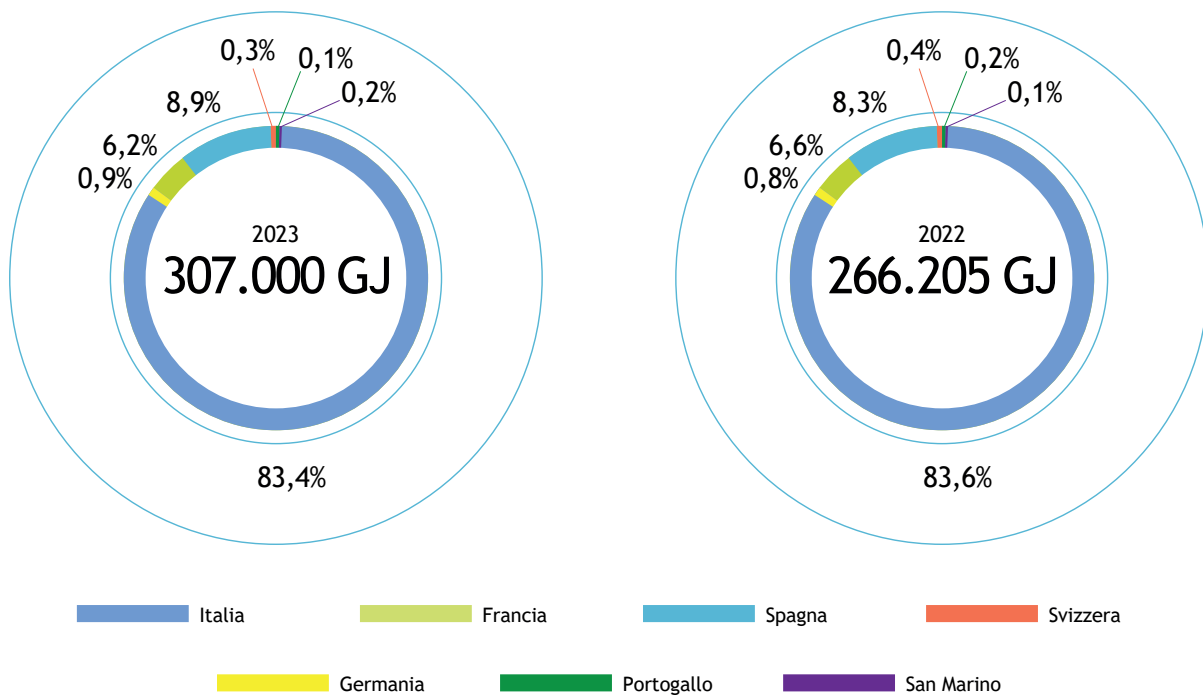 0,3%
0,1%
0,2%
8,9%
6,2%
0,9%
2023
307.000 GJ
83,4%
0,4%
0,2%
0,1%
8,3%
6,6%
0,8%
2022
266.205 GJ
83,6%
Italia
Francia
Spagna
Svizzera
Germania
Portogallo
San Marino